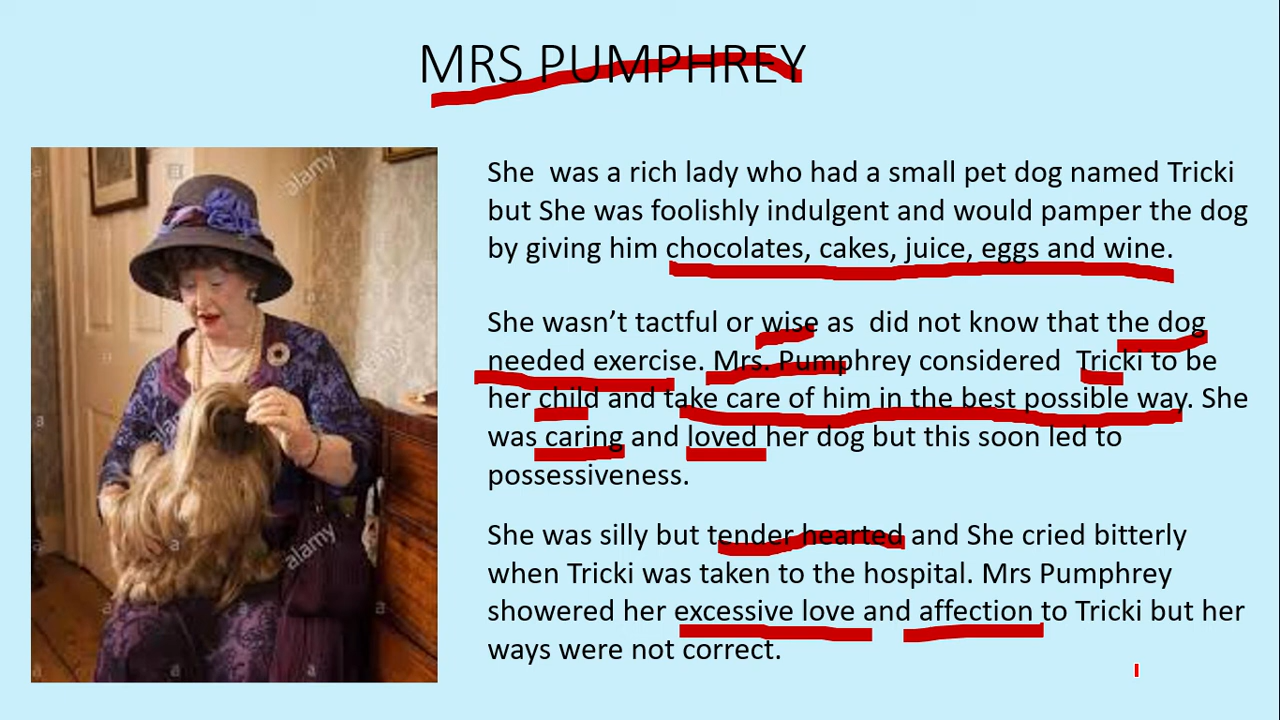 MRS PUMPHREY
She was a rich lady who had a small pet dog named Tricki
but She was foolishly indulgent and would pamper the dog
by giving him chocolates, cakes, juice, eggs and wine.
She wasn’t tactful or wise as did not know that the dog
needed exercise. Mrs. Pumphrey considered Tricki to be
her child and take care of him in the best possible way. She
was caring and loved her dog but this soon led to
possessiveness.
She was silly but tender hearted and She cried bitterly
when Tricki was taken to the hospital. Mrs Pumphrey
showered her excessive love and affection to Tricki but her
ways were not correct.
a
alamy
a
a
alamy
a
a
a
alamy
a
a
a
a